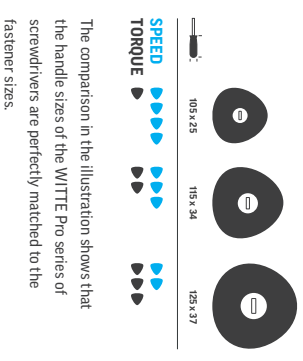 105 x 25
115 x 34
125 x 37
SPEED
TORQUE
The comparison in the illustration shows that
the handle sizes of the WITTE Pro series of
screwdrivers are perfectly matched to the
fastener sizes.